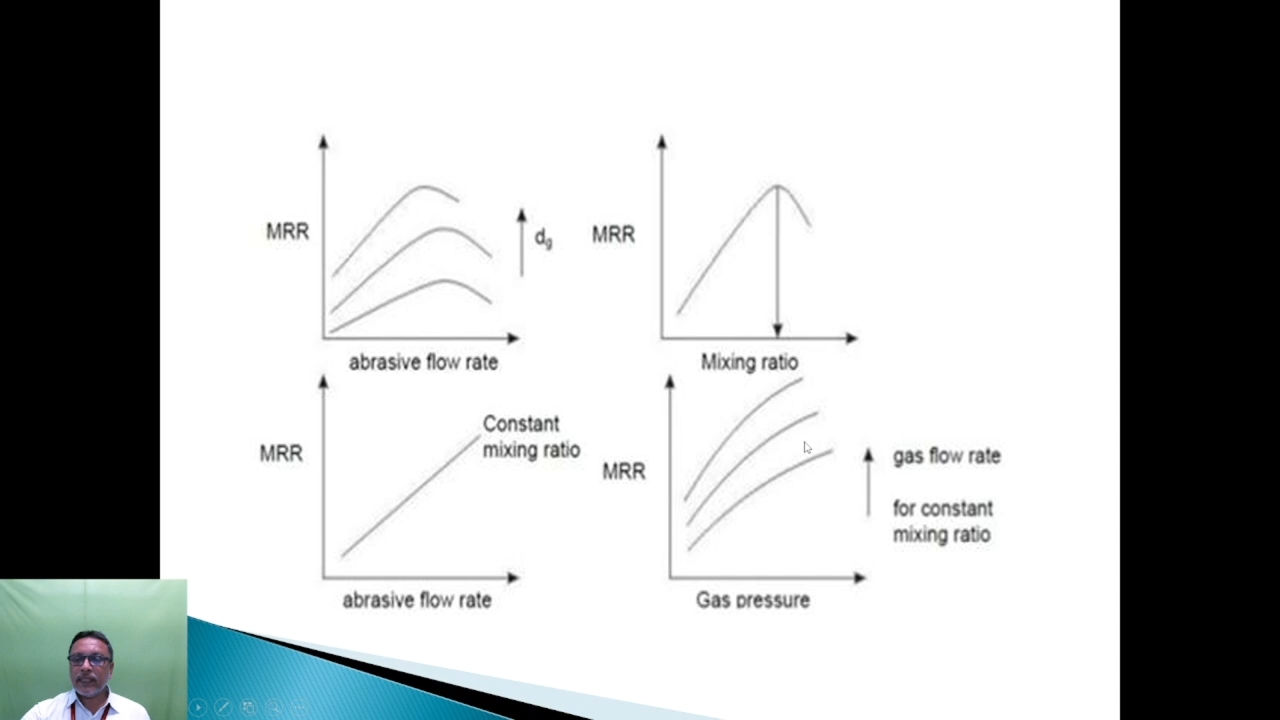 MRR
d₉
abrasive flow rate
MRR
Mixing ratio
MRR
Constant
mixing ratio
abrasive flow rate
MRR
gas flow rate
for constant
mixing ratio
Gas pressure